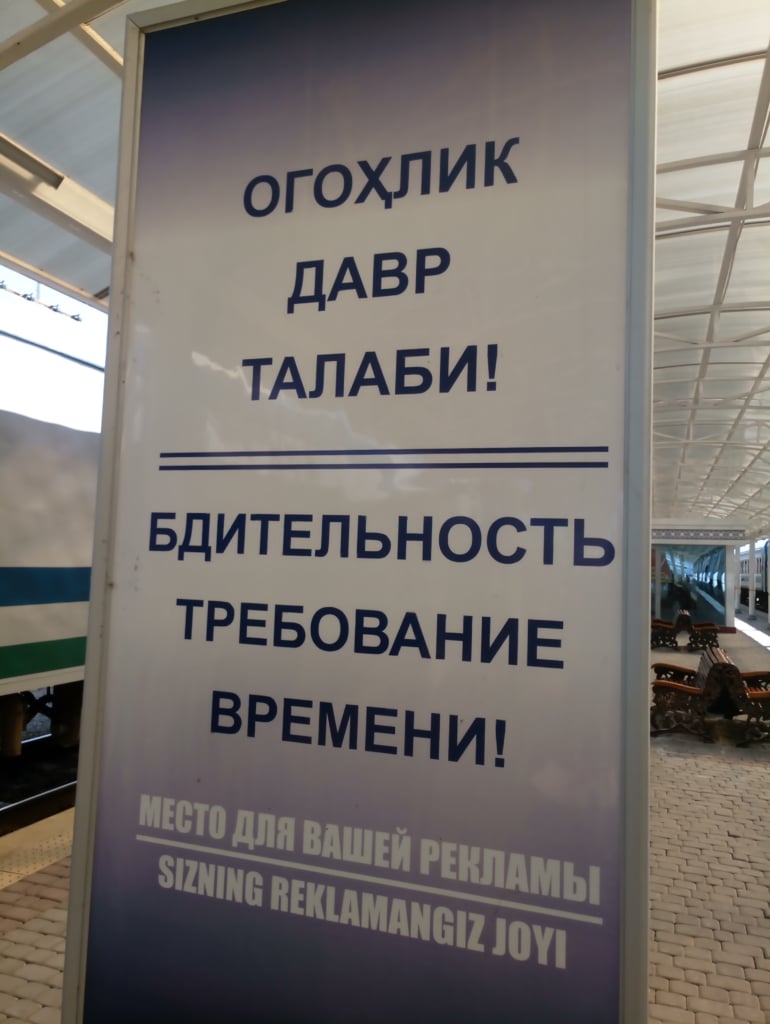 ОГОҲЛИК
ДАВР
ТАЛАБИ!
БДИТЕЛЬНОСТЬ
ТРЕБОВАНИЕ
ВРЕМЕНИ!
МЕСТО ДЛЯ ВАШЕЙ РЕКЛАМЫ
SIZNING REKLAMANGIZ JOYI